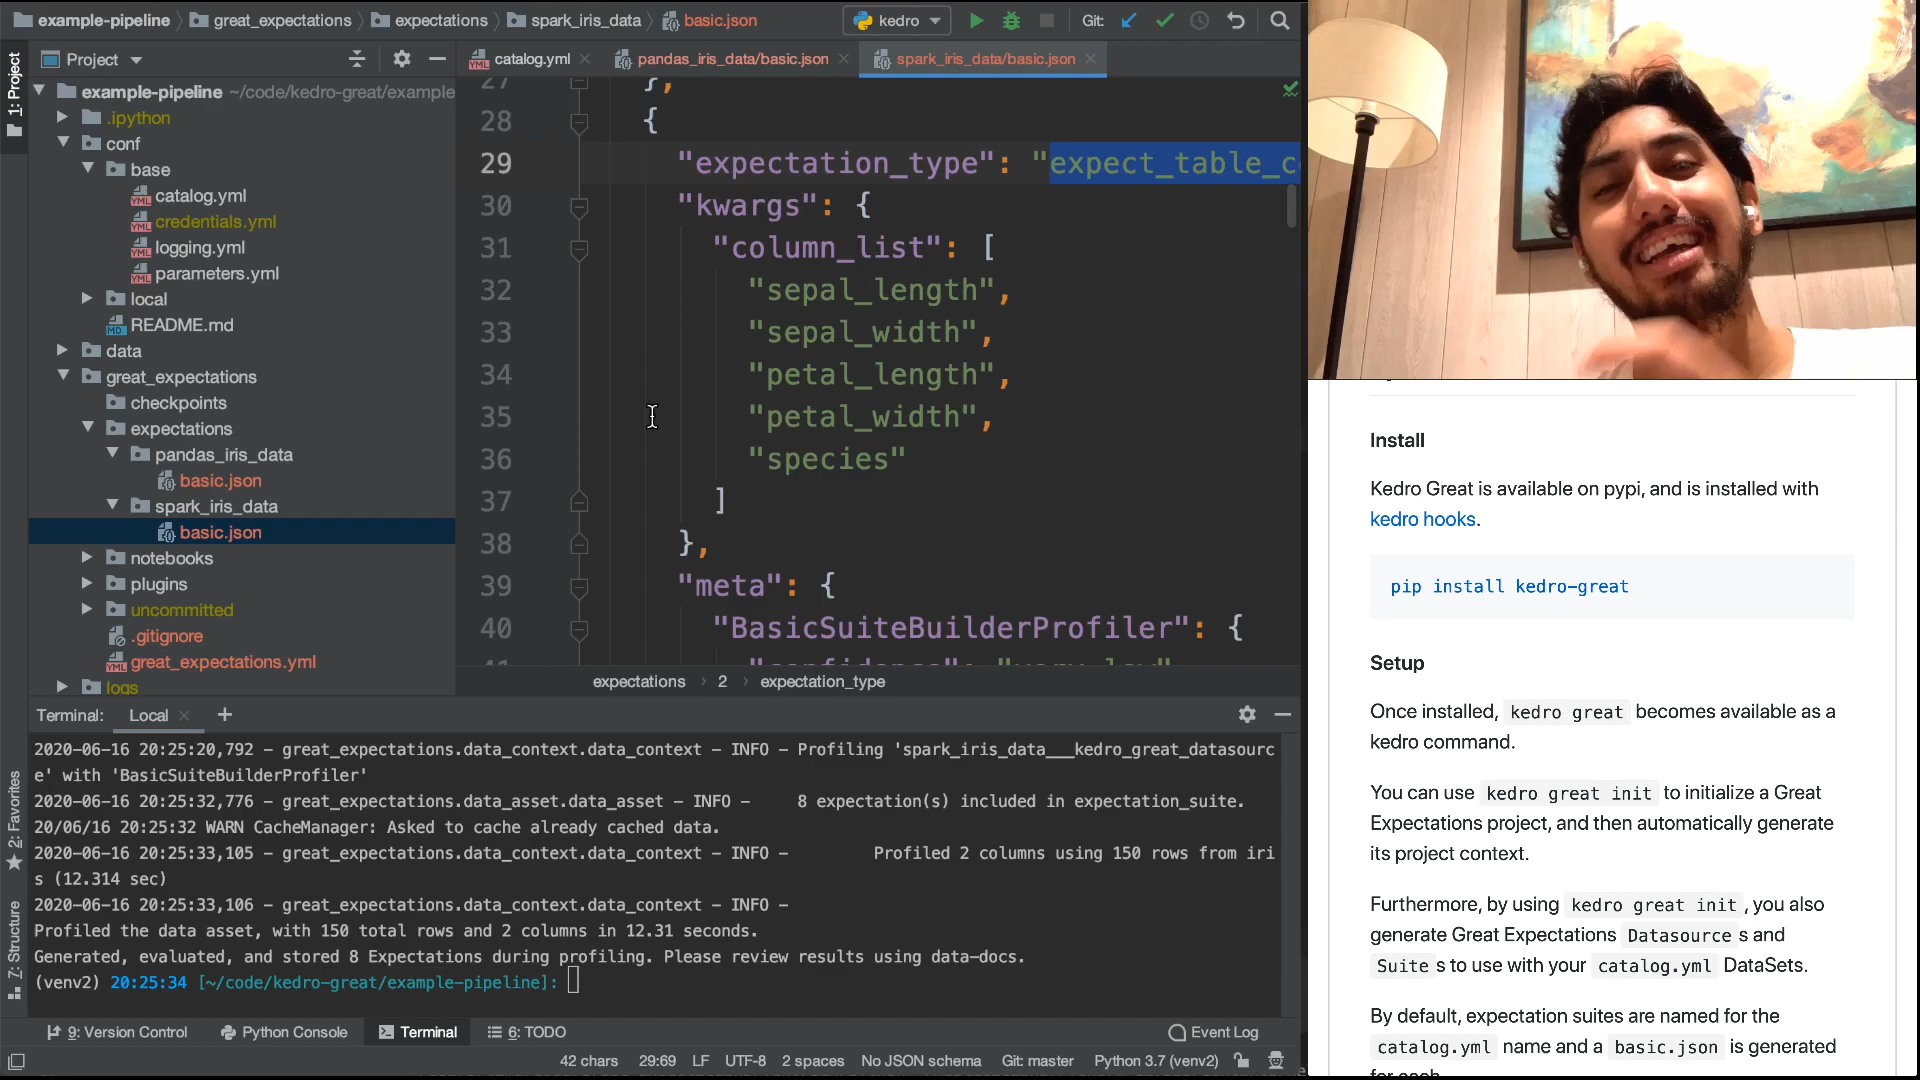 example-pipeline great_expectations expectations spark_iris_data basic.json kedro Git:
Project
1: Project
catalog.yml pandas_iris_data/basic.json spark_iris_data/basic.json
example-pipeline ~/code/kedro-great/example
.ipython
conf
base
catalog.yml
credentials.yml
logging.yml
parameters.yml
local
README.md
data
great_expectations
checkpoints
expectations
pandas_iris_data
basic.json
spark_iris_data
basic.json
notebooks
plugins
uncommitted
.gitignore
great_expectations.yml
logs
27 },
28 {
29 "expectation_type": "expect_table_c
30 "kwargs": {
31 "column_list": [
32 "sepal_length",
33 "sepal_width",
34 "petal_length",
35 "petal_width",
36 "species"
37 ]
38 },
39 "meta": {
40 "BasicSuiteBuilderProfiler": {
expectations 2 expectation_type
Terminal: Local
2020-06-16 20:25:20,792 - great_expectations.data_context.data_context - INFO - Profiling 'spark_iris_data___kedro_great_datasourc
e' with 'BasicSuiteBuilderProfiler'
2020-06-16 20:25:32,776 - great_expectations.data_asset.data_asset - INFO - 8 expectation(s) included in expectation_suite.
20/06/16 20:25:32 WARN CacheManager: Asked to cache already cached data.
2020-06-16 20:25:33,105 - great_expectations.data_context.data_context - INFO - Profiled 2 columns using 150 rows from iri
s (12.314 sec)
2020-06-16 20:25:33,106 - great_expectations.data_context.data_context - INFO -
Profiled the data asset, with 150 total rows and 2 columns in 12.31 seconds.
Generated, evaluated, and stored 8 Expectations during profiling. Please review results using data-docs.
(venv2) 20:25:34 [~/code/kedro-great/example-pipeline]:
2: Favorites
7: Structure
9: Version Control Python Console Terminal 6: TODO Event Log
42 chars 29:69 LF UTF-8 2 spaces No JSON schema Git: master Python 3.7 (venv2)
Install
Kedro Great is available on pypi, and is installed with
kedro hooks.
pip install kedro-great
Setup
Once installed, kedro great becomes available as a
kedro command.
You can use kedro great init to initialize a Great
Expectations project, and then automatically generate
its project context.
Furthermore, by using kedro great init , you also
generate Great Expectations Datasource s and
Suite s to use with your catalog.yml DataSets.
By default, expectation suites are named for the
catalog.yml name and a basic.json is generated